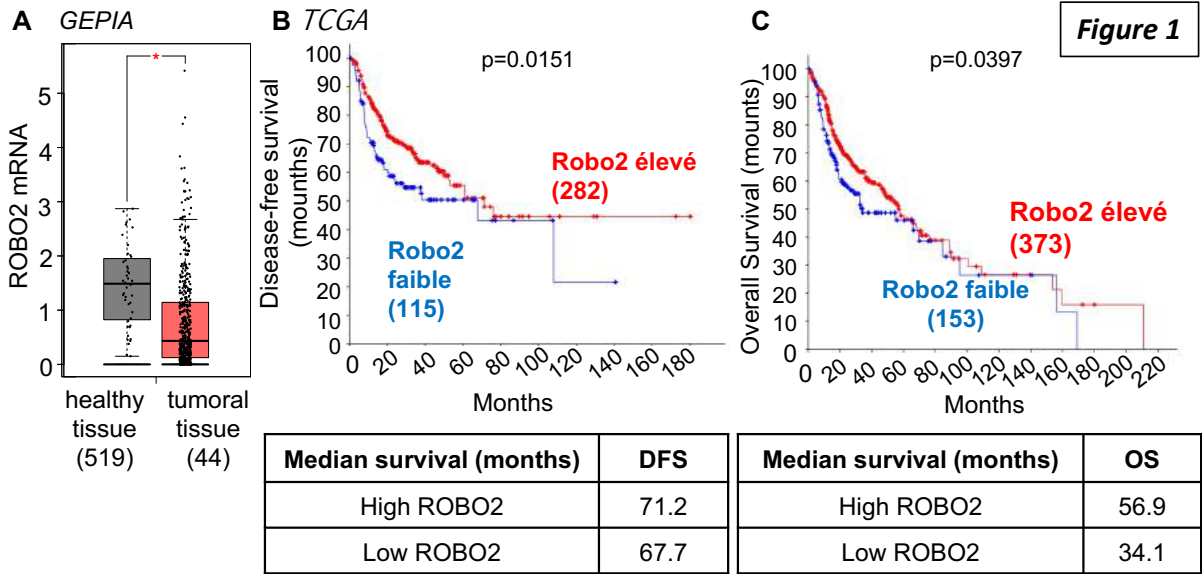 Figure 1
A GEPIA
ROBO2 mRNA
5
4
3
2
1
0
*
healthy
tissue
(519)
tumoral
tissue
(44)
B TCGA
p=0.0151
Disease-free survival
(mounths)
100
90
80
70
60
50
40
30
20
10
0
Robo2 élevé
(282)
Robo2
faible
(115)
0 20 40 60 80 100 120 140 160 180
Months
Median survival (months) DFS
High ROBO2 71.2
Low ROBO2 67.7
C
p=0.0397
Overall Survival (mounts)
100
90
80
70
60
50
40
30
20
10
0
Robo2 élevé
(373)
Robo2 faible
(153)
0 20 40 60 80 100 120 140 160 180 200 220
Months
Median survival (months) OS
High ROBO2 56.9
Low ROBO2 34.1